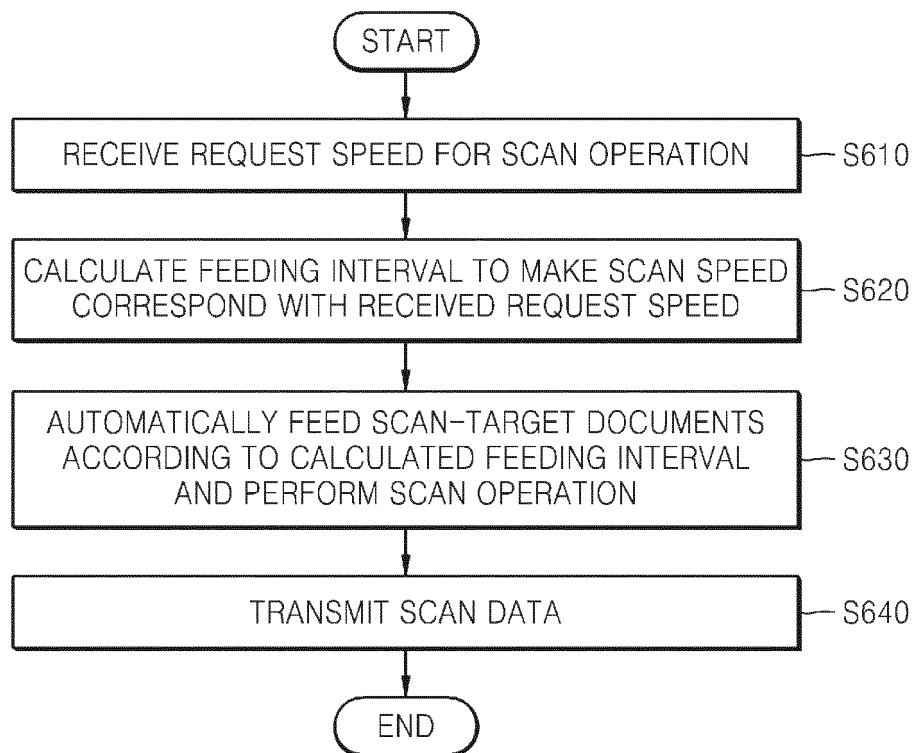 START
RECEIVE REQUEST SPEED FOR SCAN OPERATION
S610
CALCULATE FEEDING INTERVAL TO MAKE SCAN SPEED
CORRESPOND WITH RECEIVED REQUEST SPEED
S620
AUTOMATICALLY FEED SCAN-TARGET DOCUMENTS
ACCORDING TO CALCULATED FEEDING INTERVAL
AND PERFORM SCAN OPERATION
S630
TRANSMIT SCAN DATA
S640
END